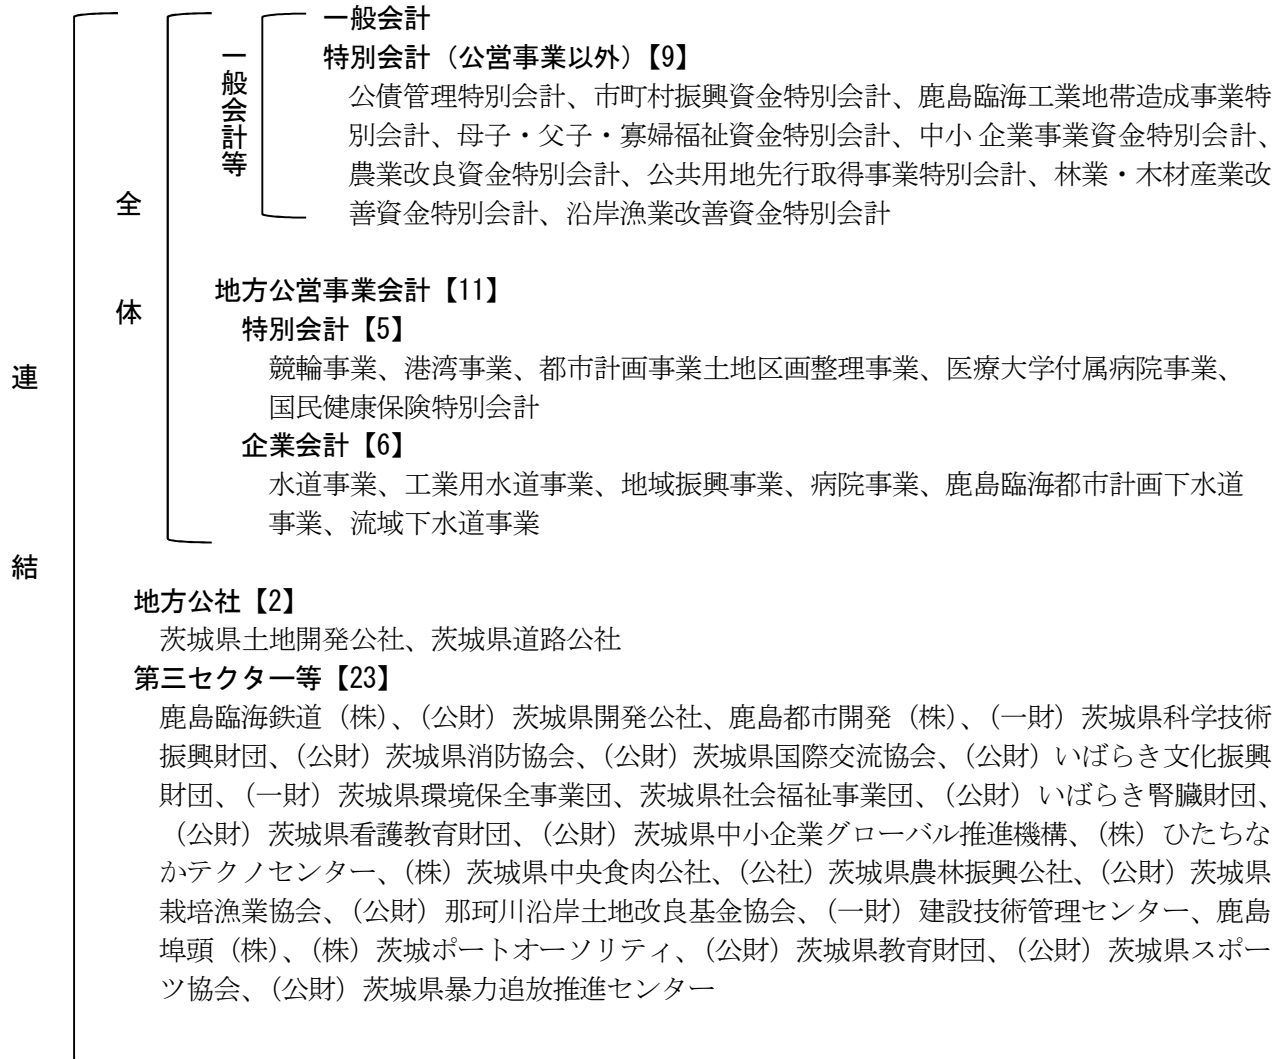 一般会計
一般会計等
特別会計（公営事業以外）【9】
公債管理特別会計、市町村振興資金特別会計、鹿島臨海工業地帯造成事業特
別会計、母子・父子・寡婦福祉資金特別会計、中小 企業事業資金特別会計、
農業改良資金特別会計、公共用地先行取得事業特別会計、林業・木材産業改
善資金特別会計、沿岸漁業改善資金特別会計
全体
地方公営事業会計【11】
特別会計【5】
競輪事業、港湾事業、都市計画事業土地区画整理事業、医療大学付属病院事業、
国民健康保険特別会計
連結
企業会計【6】
水道事業、工業用水道事業、地域振興事業、病院事業、鹿島臨海都市計画下水道
事業、流域下水道事業
地方公社【2】
茨城県土地開発公社、茨城県道路公社
第三セクター等【23】
鹿島臨海鉄道（株）、（公財）茨城県開発公社、鹿島都市開発（株）、（一財）茨城県科学技術
振興財団、（公財）茨城県消防協会、（公財）茨城県国際交流協会、（公財）いばらき文化振興
財団、（一財）茨城県環境保全事業団、茨城県社会福祉事業団、（公財）いばらき腎臓財団、
（公財）茨城県看護教育財団、（公財）茨城県中小企業グローバル推進機構、（株）ひたちな
かテクノセンター、（株）茨城県中央食肉公社、（公社）茨城県農林振興公社、（公財）茨城県
栽培漁業協会、（公財）那珂川沿岸土地改良基金協会、（一財）建設技術管理センター、鹿島
埠頭（株）、（株）茨城ポートオーソリティ、（公財）茨城県教育財団、（公財）茨城県スポー
ツ協会、（公財）茨城県暴力追放推進センター